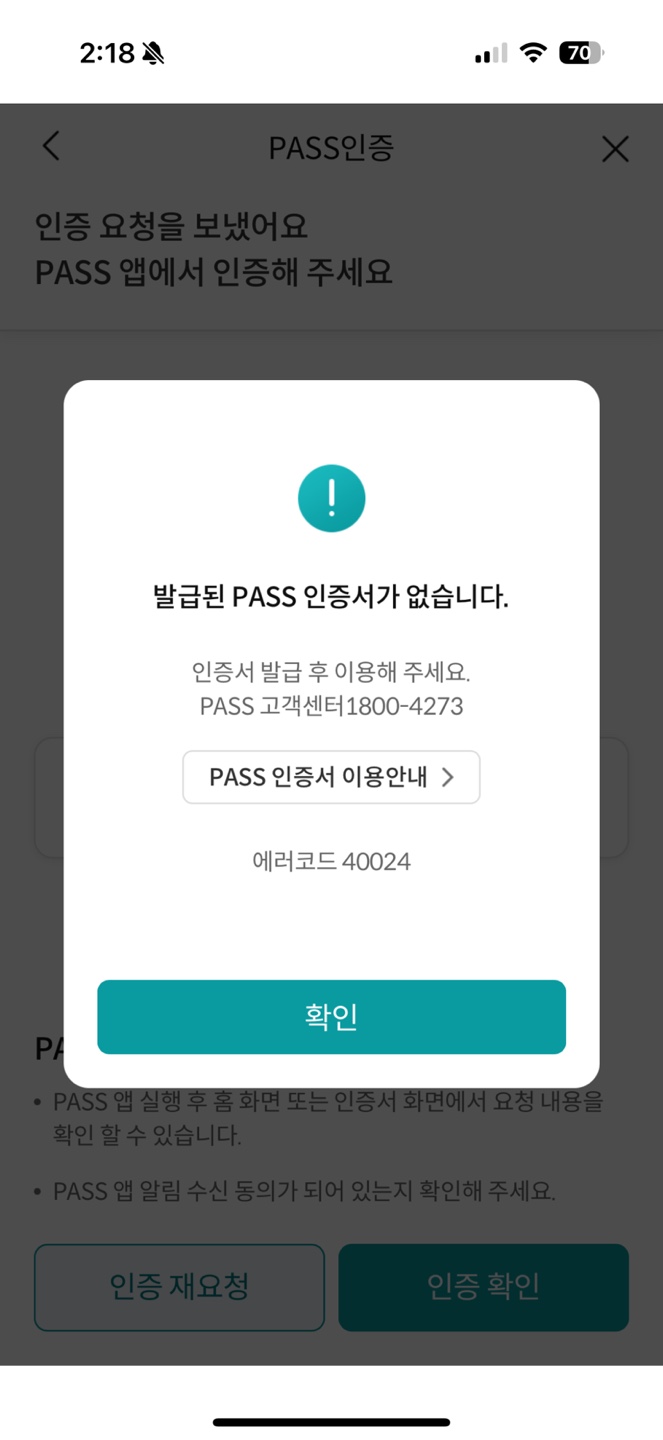 2:18
70
PASS인증
인증 요청을 보냈어요
PASS 앱에서 인증해 주세요
발급된 PASS 인증서가 없습니다.
인증서 발급 후 이용해 주세요.
PASS 고객센터1800-4273
PASS 인증서 이용안내
에러코드 40024
확인
PA
• PASS 앱 실행 후 홈 화면 또는 인증서 화면에서 요청 내용을
확인 할 수 있습니다.
• PASS 앱 알림 수신 동의가 되어 있는지 확인해 주세요.
인증 재요청
인증 확인